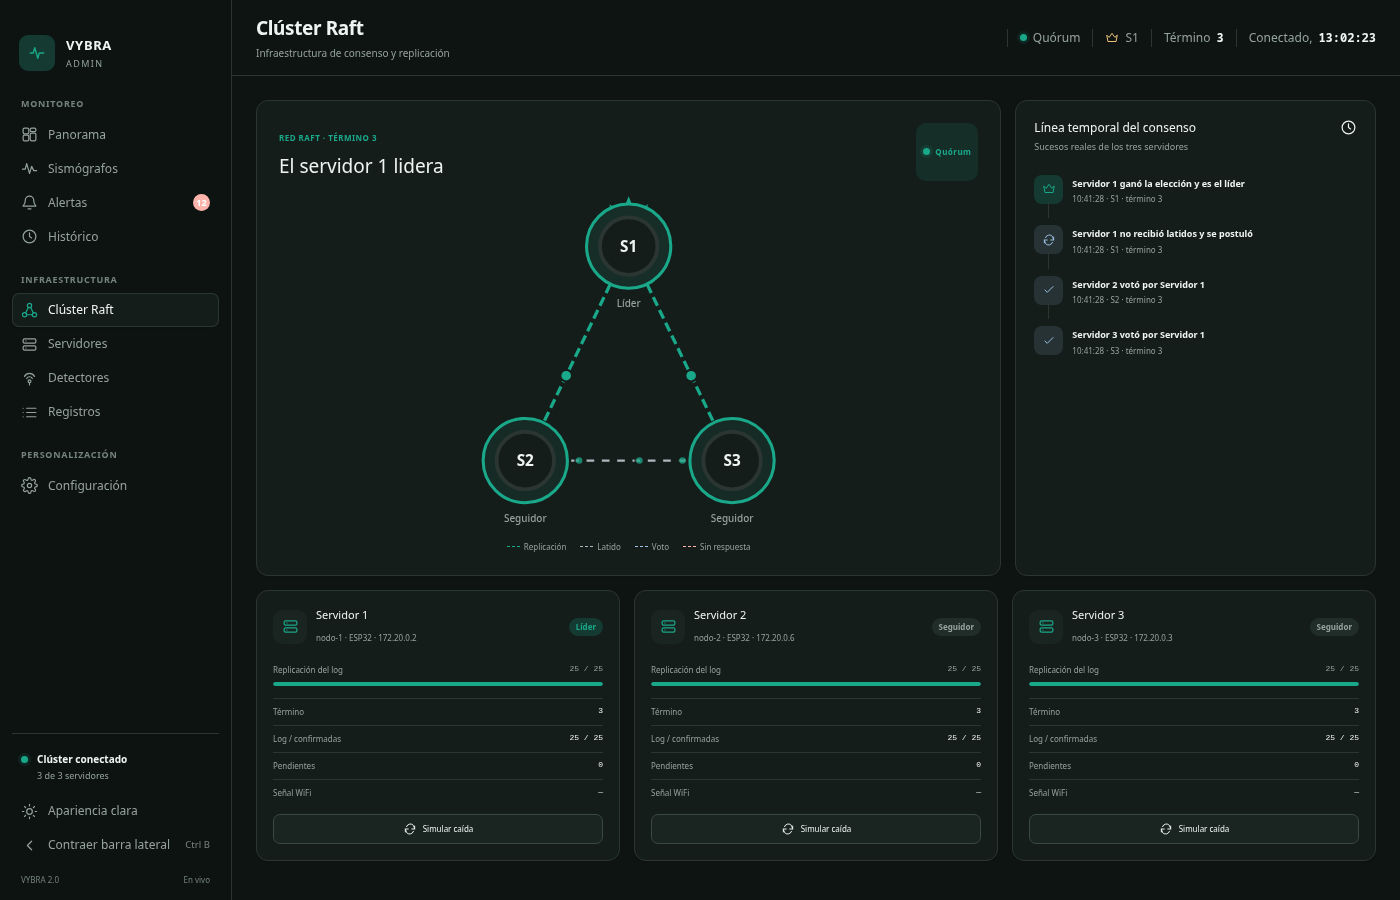 VYBRA
ADMIN
MONITOREO
Panorama
Sismógrafos
Alertas 12
Histórico
INFRAESTRUCTURA
Clúster Raft
Servidores
Detectores
Registros
PERSONALIZACIÓN
Configuración
Clúster conectado
3 de 3 servidores
Apariencia clara
Contraer barra lateral Ctrl B
VYBRA 2.0 En vivo
Clúster Raft
Infraestructura de consenso y replicación
Quórum S1 Término 3 Conectado, 13:02:23
RED RAFT · TÉRMINO 3
El servidor 1 lidera
Quórum
S1
Líder
S2
S3
Seguidor
Seguidor
Replicación Latido Voto Sin respuesta
Línea temporal del consenso
Sucesos reales de los tres servidores
Servidor 1 ganó la elección y es el líder
10:41:28 · S1 · término 3
Servidor 1 no recibió latidos y se postuló
10:41:28 · S1 · término 3
Servidor 2 votó por Servidor 1
10:41:28 · S2 · término 3
Servidor 3 votó por Servidor 1
10:41:28 · S3 · término 3
Servidor 1
nodo-1 · ESP32 · 172.20.0.2
Líder
Replicación del log 25 / 25
Término 3
Log / confirmadas 25 / 25
Pendientes 0
Señal WiFi —
Simular caída
Servidor 2
nodo-2 · ESP32 · 172.20.0.6
Seguidor
Replicación del log 25 / 25
Término 3
Log / confirmadas 25 / 25
Pendientes 0
Señal WiFi —
Simular caída
Servidor 3
nodo-3 · ESP32 · 172.20.0.3
Seguidor
Replicación del log 25 / 25
Término 3
Log / confirmadas 25 / 25
Pendientes 0
Señal WiFi —
Simular caída